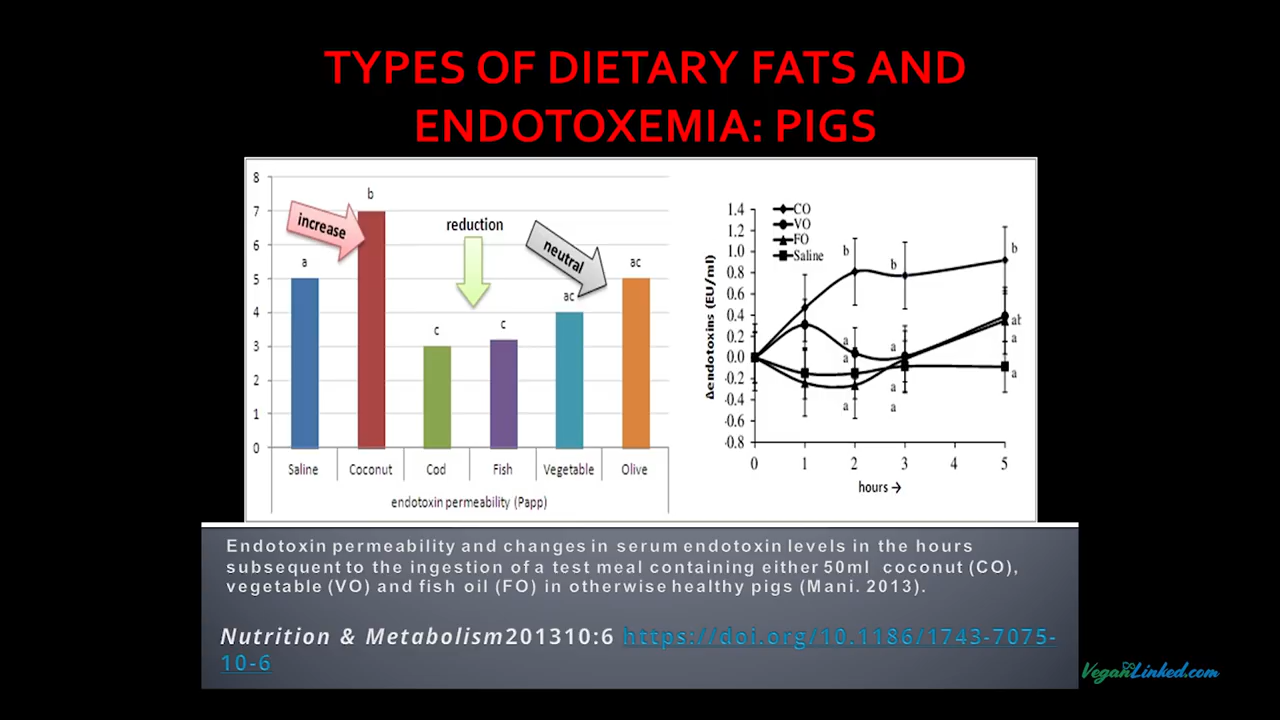 TYPES OF DIETARY FATS AND
ENDOTOXEMIA: PIGS
8
7
6
5
4
3
2
1
0
increase
reduction
neutral
a
b
c
c
ac
ac
Saline
Coconut
Cod
Fish
Vegetable
Olive
endotoxin permeability (Papp)
CO
VO
FO
Saline
1.4
1.2
1.0
0.8
0.6
0.4
0.2
0.0
-0.2
-0.4
-0.6
-0.8
Δendotoxins (EU/ml)
b
b
b
a
a
a
a
a
a
ab
a
a
0 1 2 3 4 5
hours →
Endotoxin permeability and changes in serum endotoxin levels in the hours
subsequent to the ingestion of a test meal containing either 50ml coconut (CO),
vegetable (VO) and fish oil (FO) in otherwise healthy pigs (Mani. 2013).
Nutrition & Metabolism201310:6 https://doi.org/10.1186/1743-7075-
10-6
VeganLinked.com